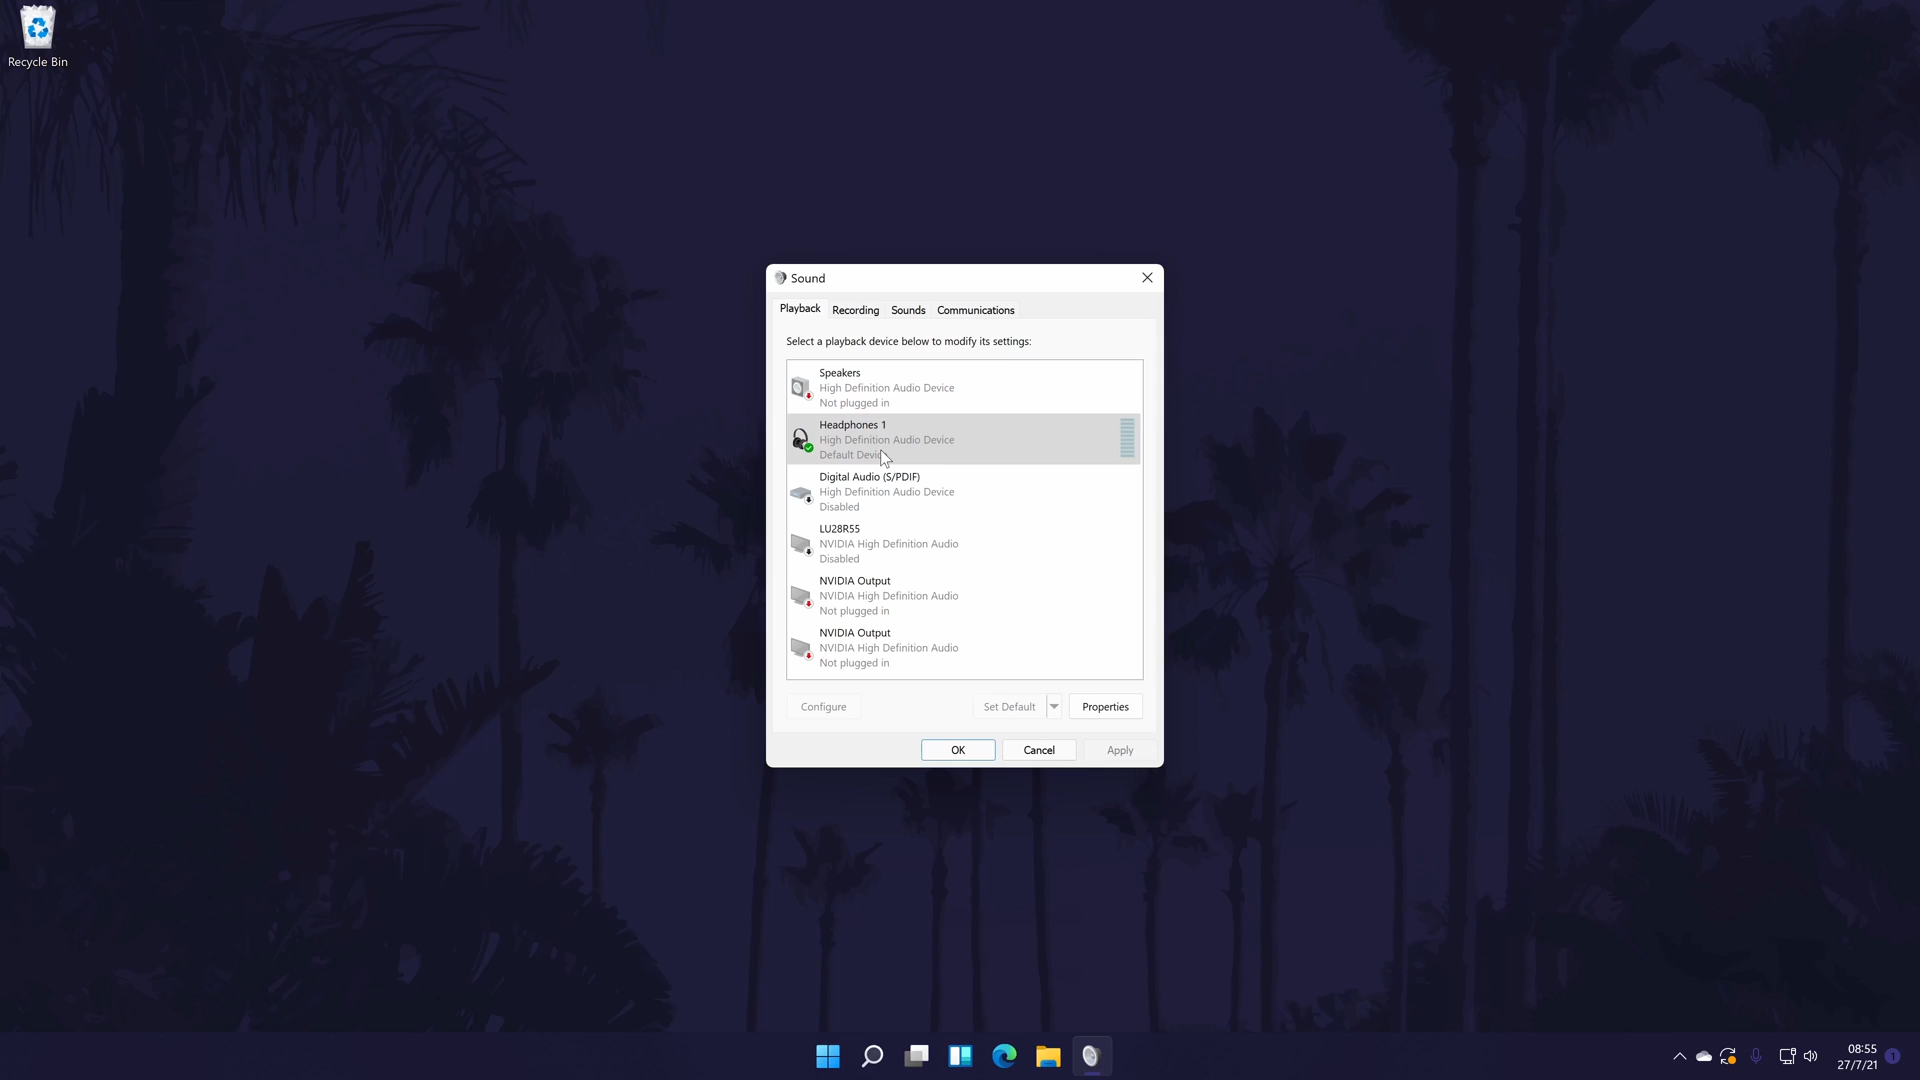 Recycle Bin
Sound
Playback Recording Sounds Communications
Select a playback device below to modify its settings:
Speakers
High Definition Audio Device
Not plugged in
Headphones 1
High Definition Audio Device
Default Devic
Digital Audio (S/PDIF)
High Definition Audio Device
Disabled
LU28R55
NVIDIA High Definition Audio
Disabled
NVIDIA Output
NVIDIA High Definition Audio
Not plugged in
NVIDIA Output
NVIDIA High Definition Audio
Not plugged in
Configure Set Default Properties
OK Cancel Apply
08:55
27/7/21
1